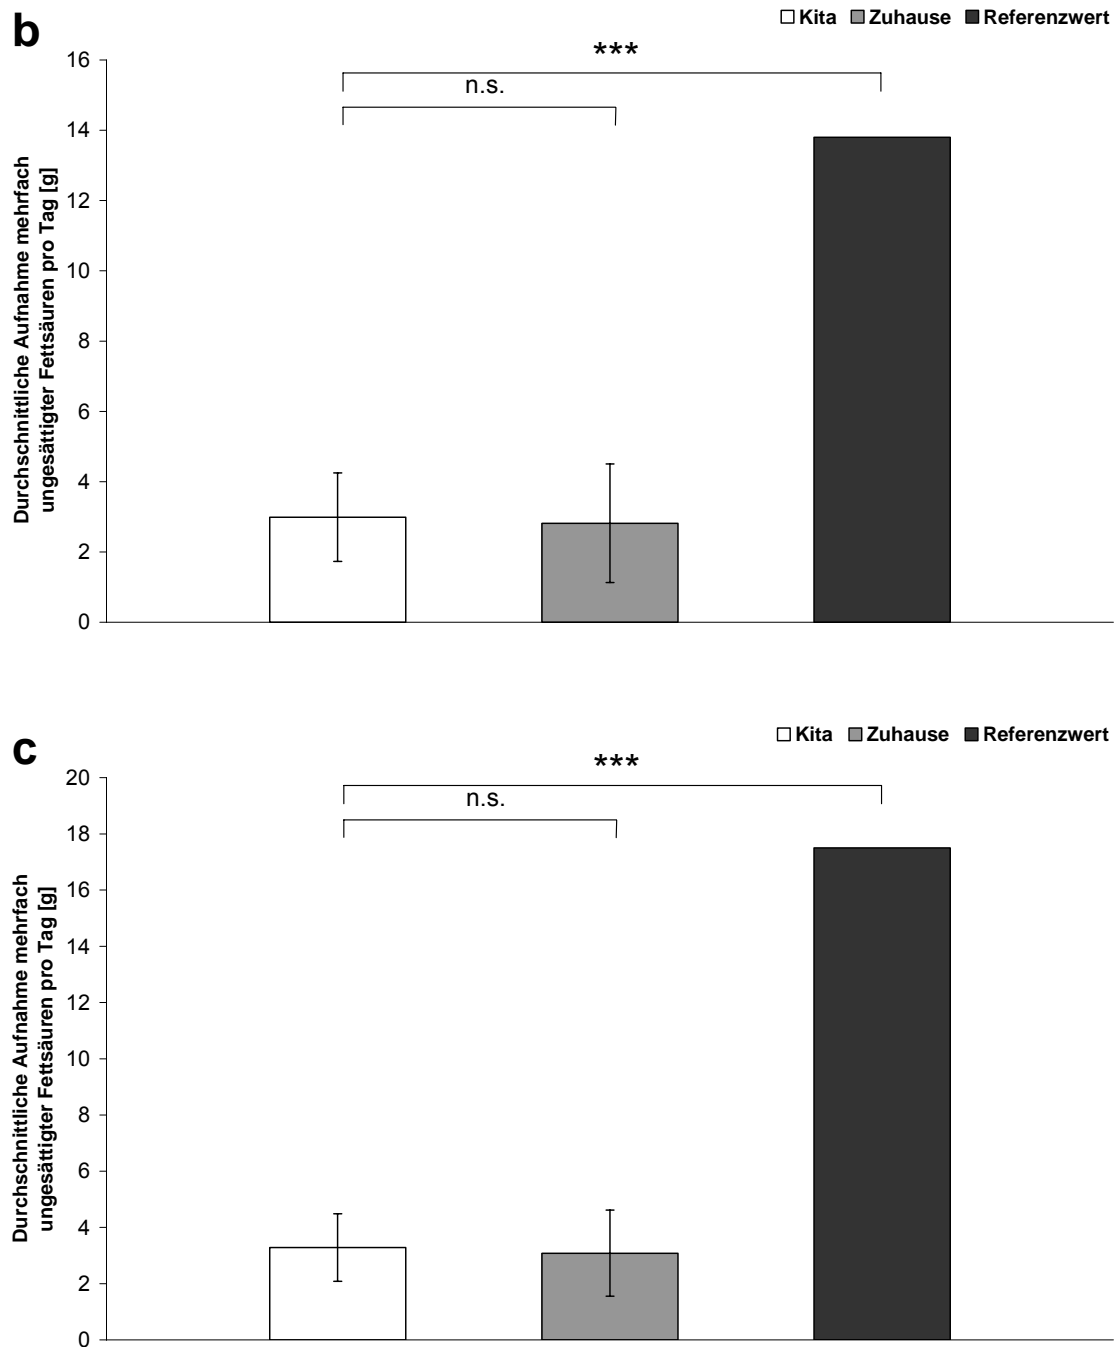 b
Kita Zuhause Referenzwert
***
n.s.
Durchschnittliche Aufnahme mehrfach
ungesättigter Fettsäuren pro Tag [g]
16
14
12
10
8
6
4
2
0
c
Kita Zuhause Referenzwert
***
n.s.
Durchschnittliche Aufnahme mehrfach
ungesättigter Fettsäuren pro Tag [g]
20
18
16
14
12
10
8
6
4
2
0